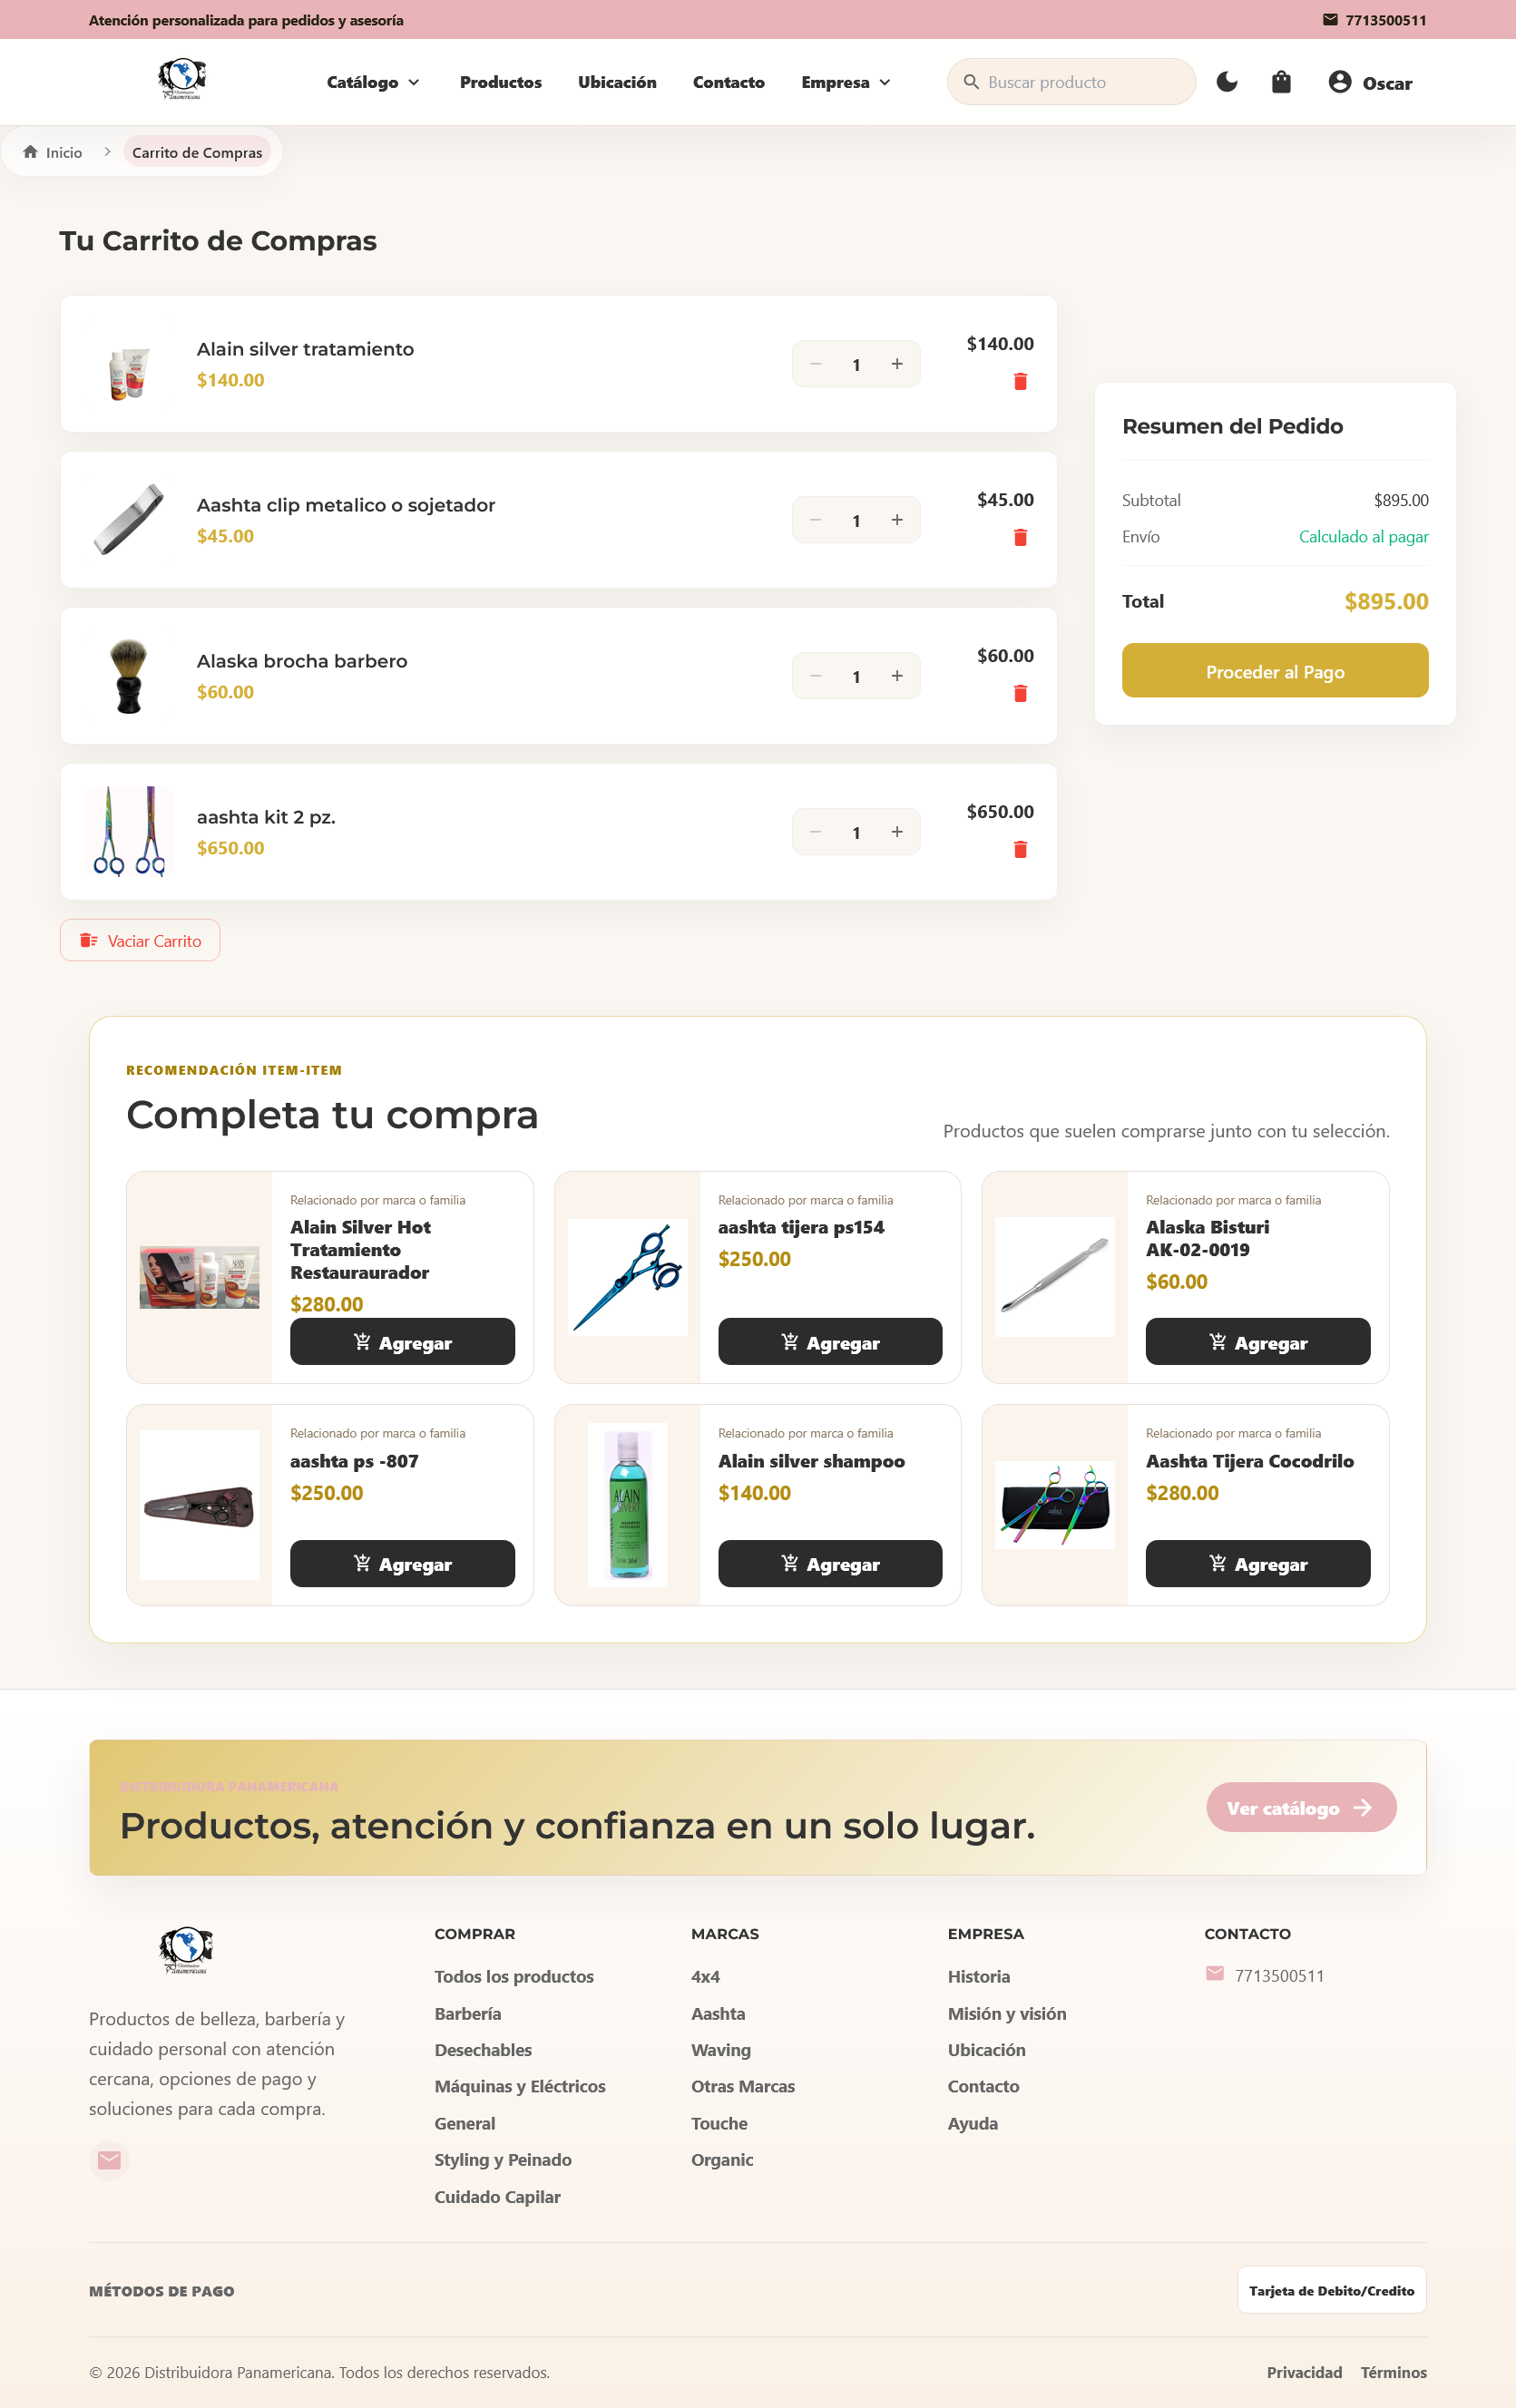 Atención personalizada para pedidos y asesoría
7713500511
Catálogo
Productos
Ubicación
Contacto
Empresa
Buscar producto
Oscar
Inicio
Carrito de Compras
Tu Carrito de Compras
Alain silver tratamiento
$140.00
1
$140.00
Aashta clip metalico o sojetador
$45.00
1
$45.00
Alaska brocha barbero
$60.00
1
$60.00
aashta kit 2 pz.
$650.00
1
$650.00
Vaciar Carrito
Resumen del Pedido
Subtotal $895.00
Envío Calculado al pagar
Total $895.00
Proceder al Pago
RECOMENDACIÓN ITEM-ITEM
Completa tu compra
Productos que suelen comprarse junto con tu selección.
Relacionado por marca o familia
Alain Silver Hot
Tratamiento
Restauraurador
$280.00
Agregar
Relacionado por marca o familia
aashta tijera ps154
$250.00
Agregar
Relacionado por marca o familia
Alaska Bisturi
AK-02-0019
$60.00
Agregar
Relacionado por marca o familia
aashta ps -807
$250.00
Agregar
ALAIN
Relacionado por marca o familia
Alain silver shampoo
$140.00
Agregar
Relacionado por marca o familia
Aashta Tijera Cocodrilo
$280.00
Agregar
DISTRIBUIDORA PANAMERICANA
Productos, atención y confianza en un solo lugar.
Ver catálogo
Distribuidora
Panamericana
Productos de belleza, barbería y
cuidado personal con atención
cercana, opciones de pago y
soluciones para cada compra.
COMPRAR
Todos los productos
Barbería
Desechables
Máquinas y Eléctricos
General
Styling y Peinado
Cuidado Capilar
MARCAS
4x4
Aashta
Waving
Otras Marcas
Touche
Organic
EMPRESA
Historia
Misión y visión
Ubicación
Contacto
Ayuda
CONTACTO
7713500511
MÉTODOS DE PAGO
Tarjeta de Debito/Credito
© 2026 Distribuidora Panamericana. Todos los derechos reservados.
Privacidad
Términos